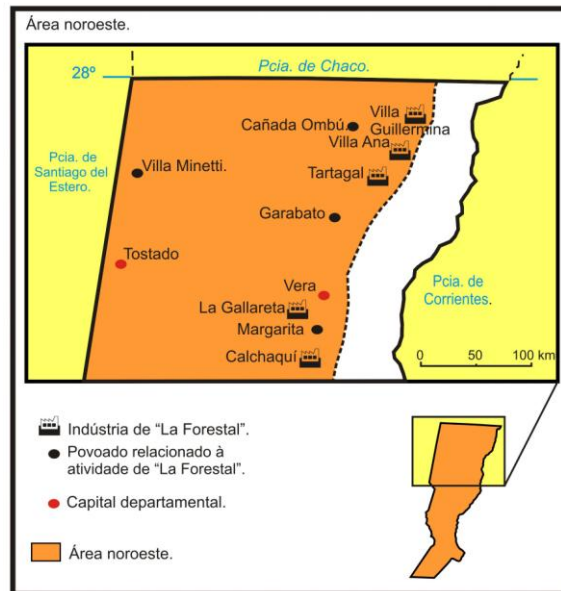 Área noroeste.
Pcia. de Chaco.
28º
Villa
Guillermina
Cañada Ombú.
Villa Ana
Pcia. de
Santiago del
Estero.
Villa Minetti.
Tartagal
Garabato
Tostado
Vera
Pcia. de
Corrientes.
La Gallareta
Margarita
Calchaquí
0 50 100 km
Indústria de “La Forestal”.
Povoado relacionado à
atividade de “La Forestal”.
Capital departamental.
Área noroeste.